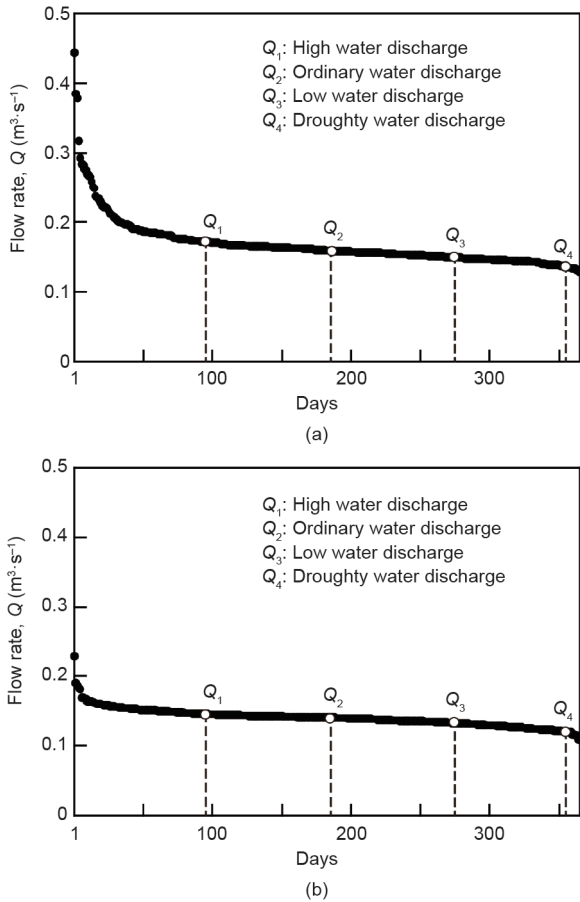 0.5
Q₁: High water discharge
Q₂: Ordinary water discharge
Q₃: Low water discharge
Q₄: Droughty water discharge
0.4
0.3
0.2
0.1
0
Flow rate, Q (m³·s⁻¹)
Q₁
Q₂
Q₃
Q₄
1 100 200 300
Days
(a)
0.5
Q₁: High water discharge
Q₂: Ordinary water discharge
Q₃: Low water discharge
Q₄: Droughty water discharge
0.4
0.3
0.2
0.1
0
Flow rate, Q (m³·s⁻¹)
Q₁
Q₂
Q₃
Q₄
1 100 200 300
Days
(b)